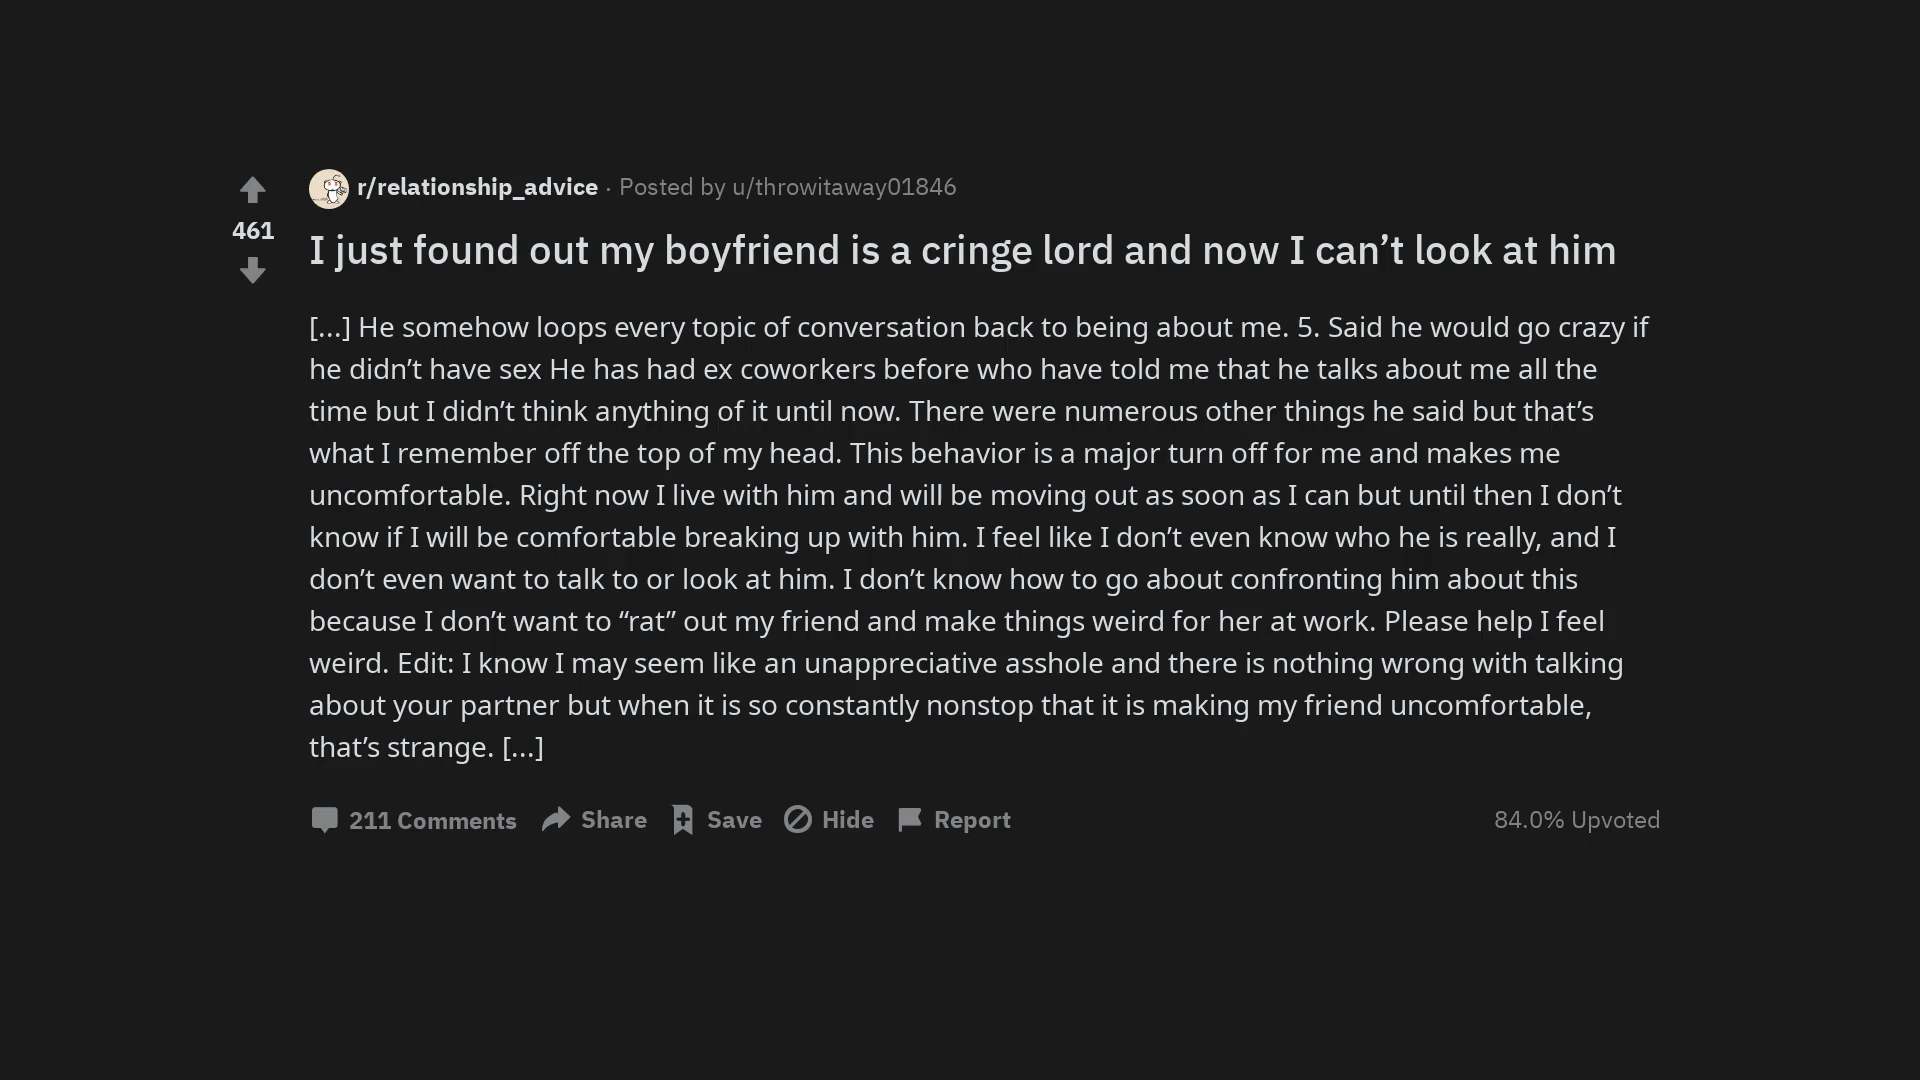 r/relationship_advice · Posted by u/throwitaway01846
461
I just found out my boyfriend is a cringe lord and now I can’t look at him
[...] He somehow loops every topic of conversation back to being about me. 5. Said he would go crazy if
he didn’t have sex He has had ex coworkers before who have told me that he talks about me all the
time but I didn’t think anything of it until now. There were numerous other things he said but that’s
what I remember off the top of my head. This behavior is a major turn off for me and makes me
uncomfortable. Right now I live with him and will be moving out as soon as I can but until then I don’t
know if I will be comfortable breaking up with him. I feel like I don’t even know who he is really, and I
don’t even want to talk to or look at him. I don’t know how to go about confronting him about this
because I don’t want to “rat” out my friend and make things weird for her at work. Please help I feel
weird. Edit: I know I may seem like an unappreciative asshole and there is nothing wrong with talking
about your partner but when it is so constantly nonstop that it is making my friend uncomfortable,
that’s strange. [...]
211 Comments Share Save Hide Report 84.0% Upvoted